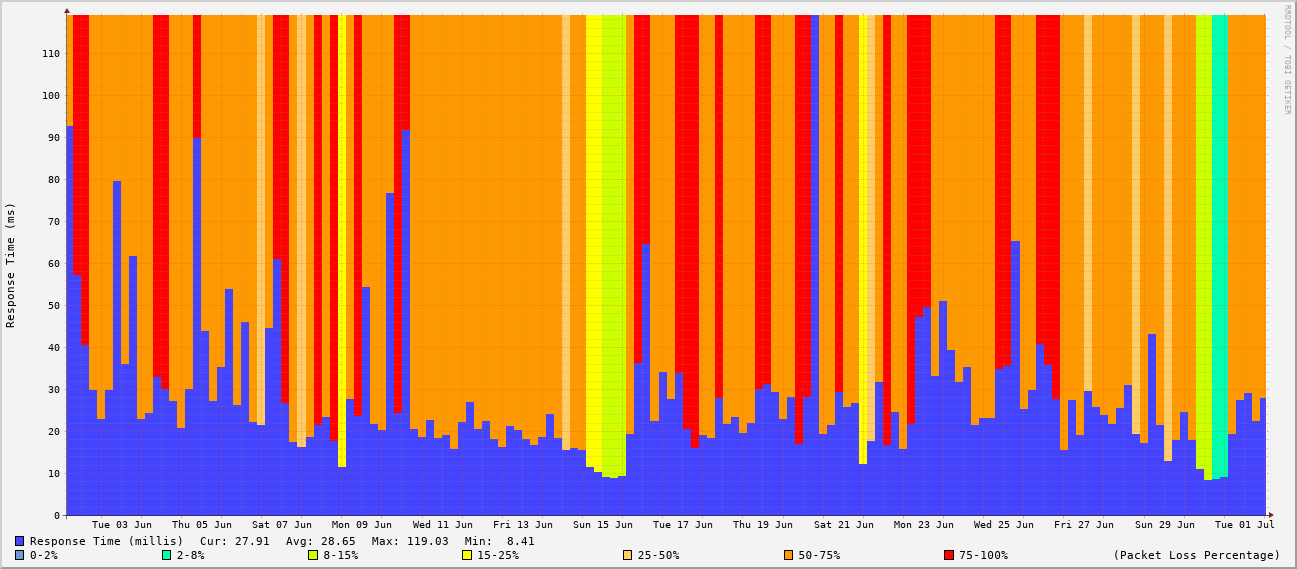 RRDTOOL / TOBI OETIKER
Response Time (ms)
110
100
90
80
70
60
50
40
30
20
10
0
Tue 03 Jun Thu 05 Jun Sat 07 Jun Mon 09 Jun Wed 11 Jun Fri 13 Jun Sun 15 Jun Tue 17 Jun Thu 19 Jun Sat 21 Jun Mon 23 Jun Wed 25 Jun Fri 27 Jun Sun 29 Jun Tue 01 Jul
Response Time (millis) Cur: 27.91 Avg: 28.65 Max: 119.03 Min: 8.41
0-2% 2-8% 8-15% 15-25% 25-50% 50-75% 75-100% (Packet Loss Percentage)